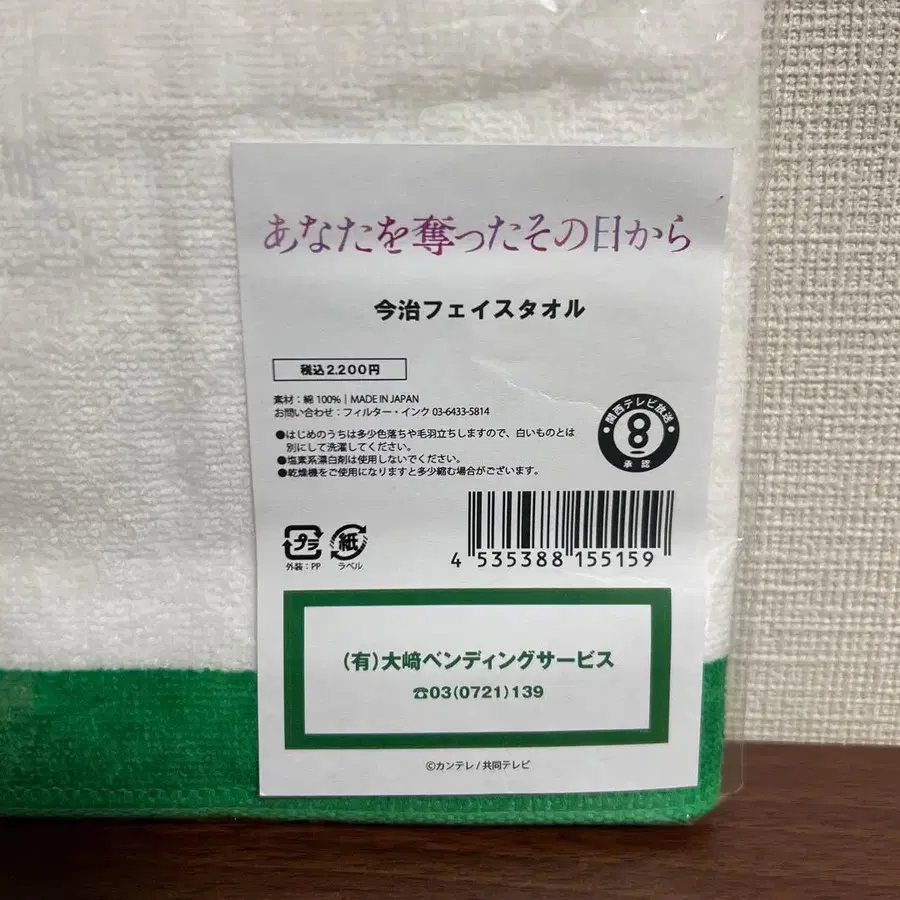 あなたを奪ったその日から
今治フェイスタオル
税込2.200円
素材：綿 100%｜MADE IN JAPAN
お問い合わせ：フィルター・インク 03-6433-5814
●はじめのうちは多少色落ちや毛羽立ちしますので、白いものとは
別にして洗濯してください。
●塩素系漂白剤は使用しないでください。
●乾燥機をご使用になりますと多少縮む場合がございます。
関西テレビ放送
8
承認
プラ
外装：PP
紙
ラベル
4 535388 155159
(有)大﨑ベンディングサービス
☎03(0721)139
©カンテレ / 共同テレビ